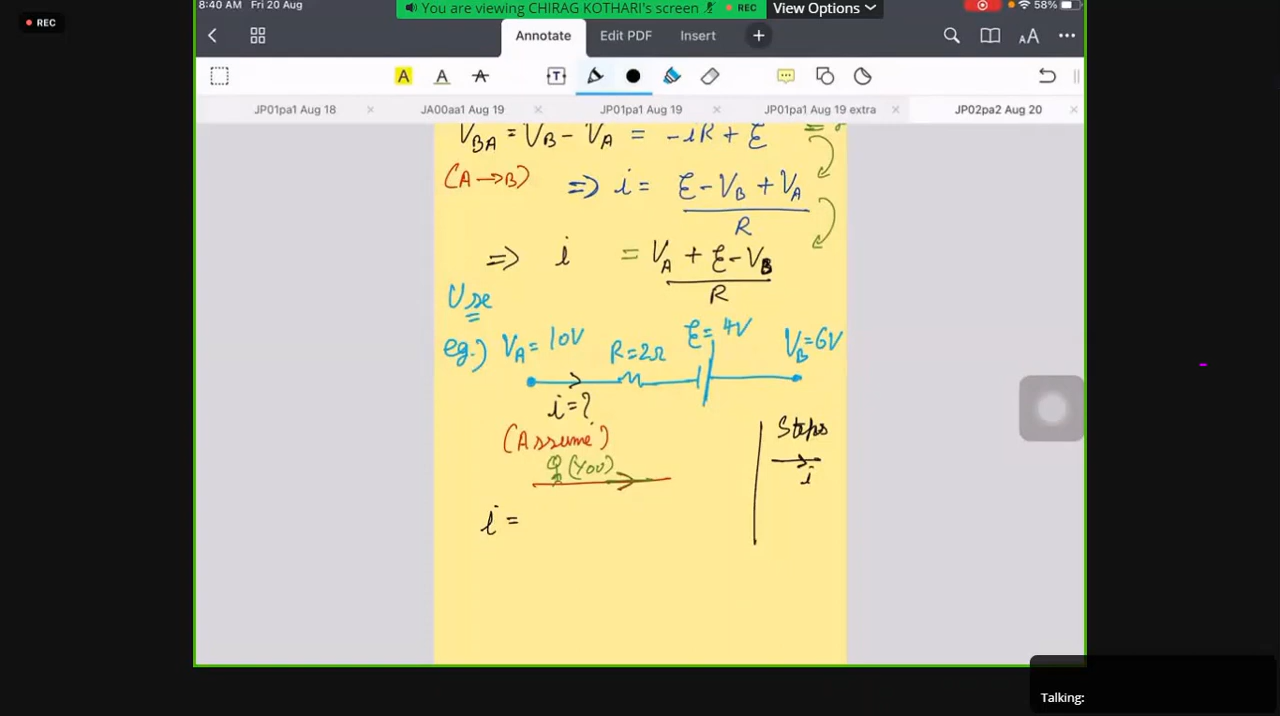 8:40 AM Fri 20 Aug
You are viewing CHIRAG KOTHARI's screen REC
View Options
58%
REC
Annotate Edit PDF Insert +
JP01pa1 Aug 18 × JA00aa1 Aug 19 × JP01pa1 Aug 19 × JP01pa1 Aug 19 extra × JP02pa2 Aug 20 ×
V_BA = V_B - V_A = -iR + ℰ
(A→B) ⇒ i = (ℰ - V_B + V_A) / R
⇒ i = (V_A + ℰ - V_B) / R
Use
eg.) V_A = 10V R = 2Ω ℰ = 4V V_B = 6V
i = ?
(Assume)
(YOU)
i =
Steps
i
Talking: